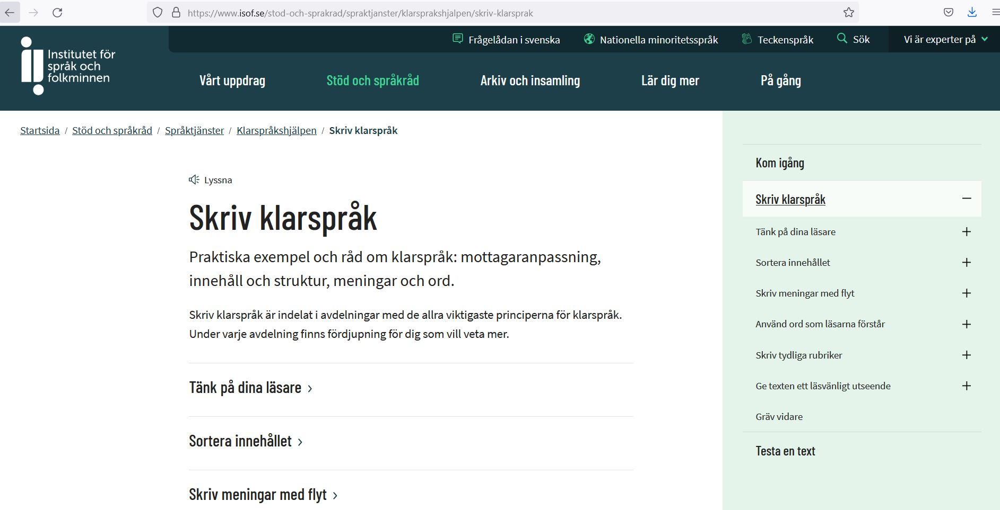 https://www.isof.se/stod-och-sprakrad/spraktjanster/klarsprakshjalpen/skriv-klarsprak
Frågelådan i svenska
Nationella minoritetsspråk
Teckenspråk
Sök
Vi är experter på
Institutet för
språk och
folkminnen
Vårt uppdrag
Stöd och språkråd
Arkiv och insamling
Lär dig mer
På gång
Startsida / Stöd och språkråd / Språktjänster / Klarspråkshjälpen / Skriv klarspråk
Lyssna
Skriv klarspråk
Praktiska exempel och råd om klarspråk: mottagaranpassning,
innehåll och struktur, meningar och ord.
Skriv klarspråk är indelat i avdelningar med de allra viktigaste principerna för klarspråk.
Under varje avdelning finns fördjupning för dig som vill veta mer.
Tänk på dina läsare
Sortera innehållet
Skriv meningar med flyt
Kom igång
Skriv klarspråk
Tänk på dina läsare
Sortera innehållet
Skriv meningar med flyt
Använd ord som läsarna förstår
Skriv tydliga rubriker
Ge texten ett läsvänligt utseende
Gräv vidare
Testa en text